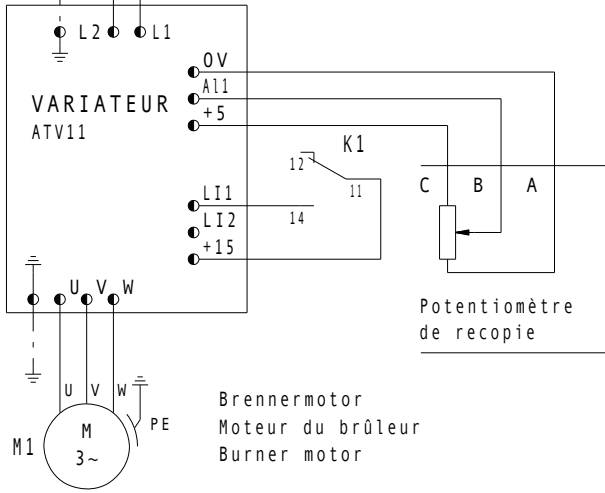 L2 L1
0V
VARIATEUR
Al1
ATV11
+5
K1
12
11
C B A
LI1
14
LI2
+15
U V W
Potentiomètre
de recopie
U V W
PE
M1
M
3~
Brennermotor
Moteur du brûleur
Burner motor